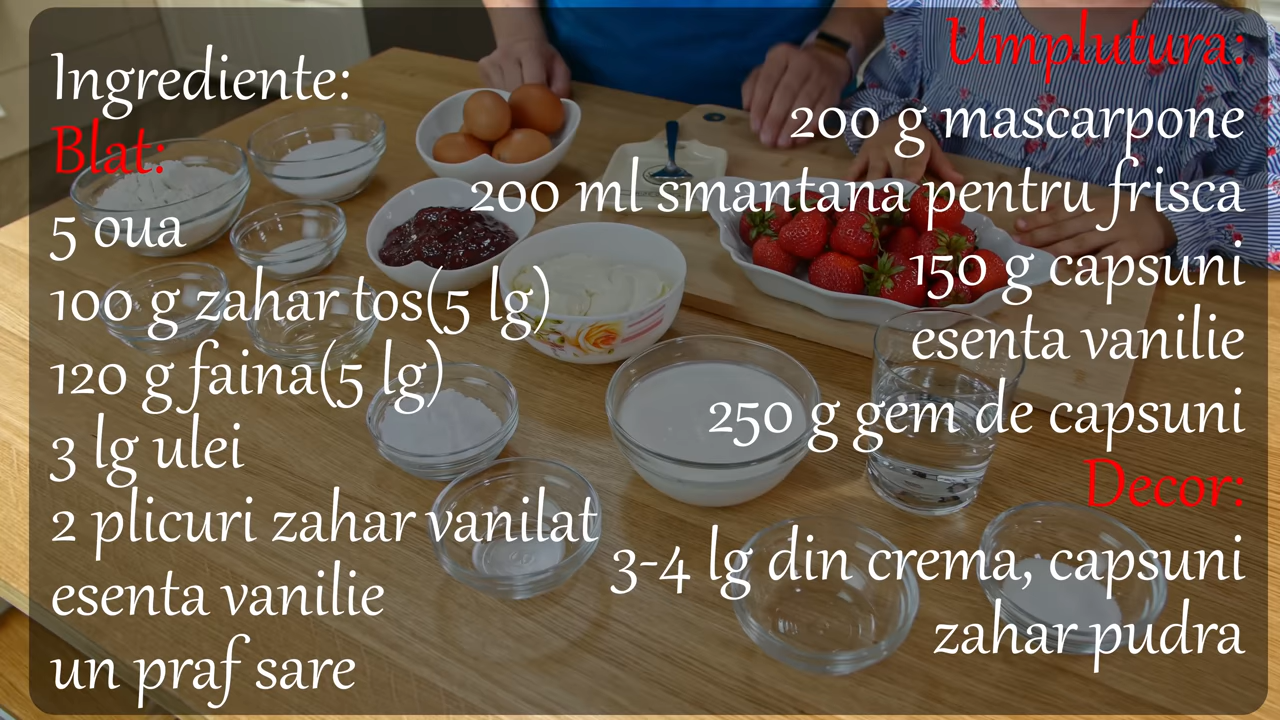 Ingrediente:
Blat:
5 oua
100 g zahar tos(5 lg)
120 g faina(5 lg)
3 lg ulei
2 plicuri zahar vanilat
esenta vanilie
un praf sare
Umplutura:
200 g mascarpone
200 ml smantana pentru frisca
150 g capsuni
esenta vanilie
250 g gem de capsuni
Decor:
3-4 lg din crema, capsuni
zahar pudra